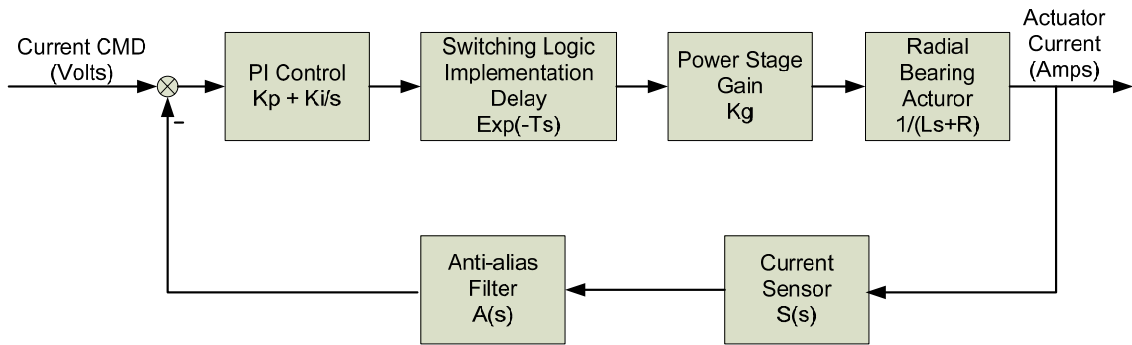 Current CMD
(Volts)
PI Control
Kp + Ki/s
Switching Logic
Implementation
Delay
Exp(-Ts)
Power Stage
Gain
Kg
Radial
Bearing
Acturor
1/(Ls+R)
Actuator
Current
(Amps)
-
Anti-alias
Filter
A(s)
Current
Sensor
S(s)